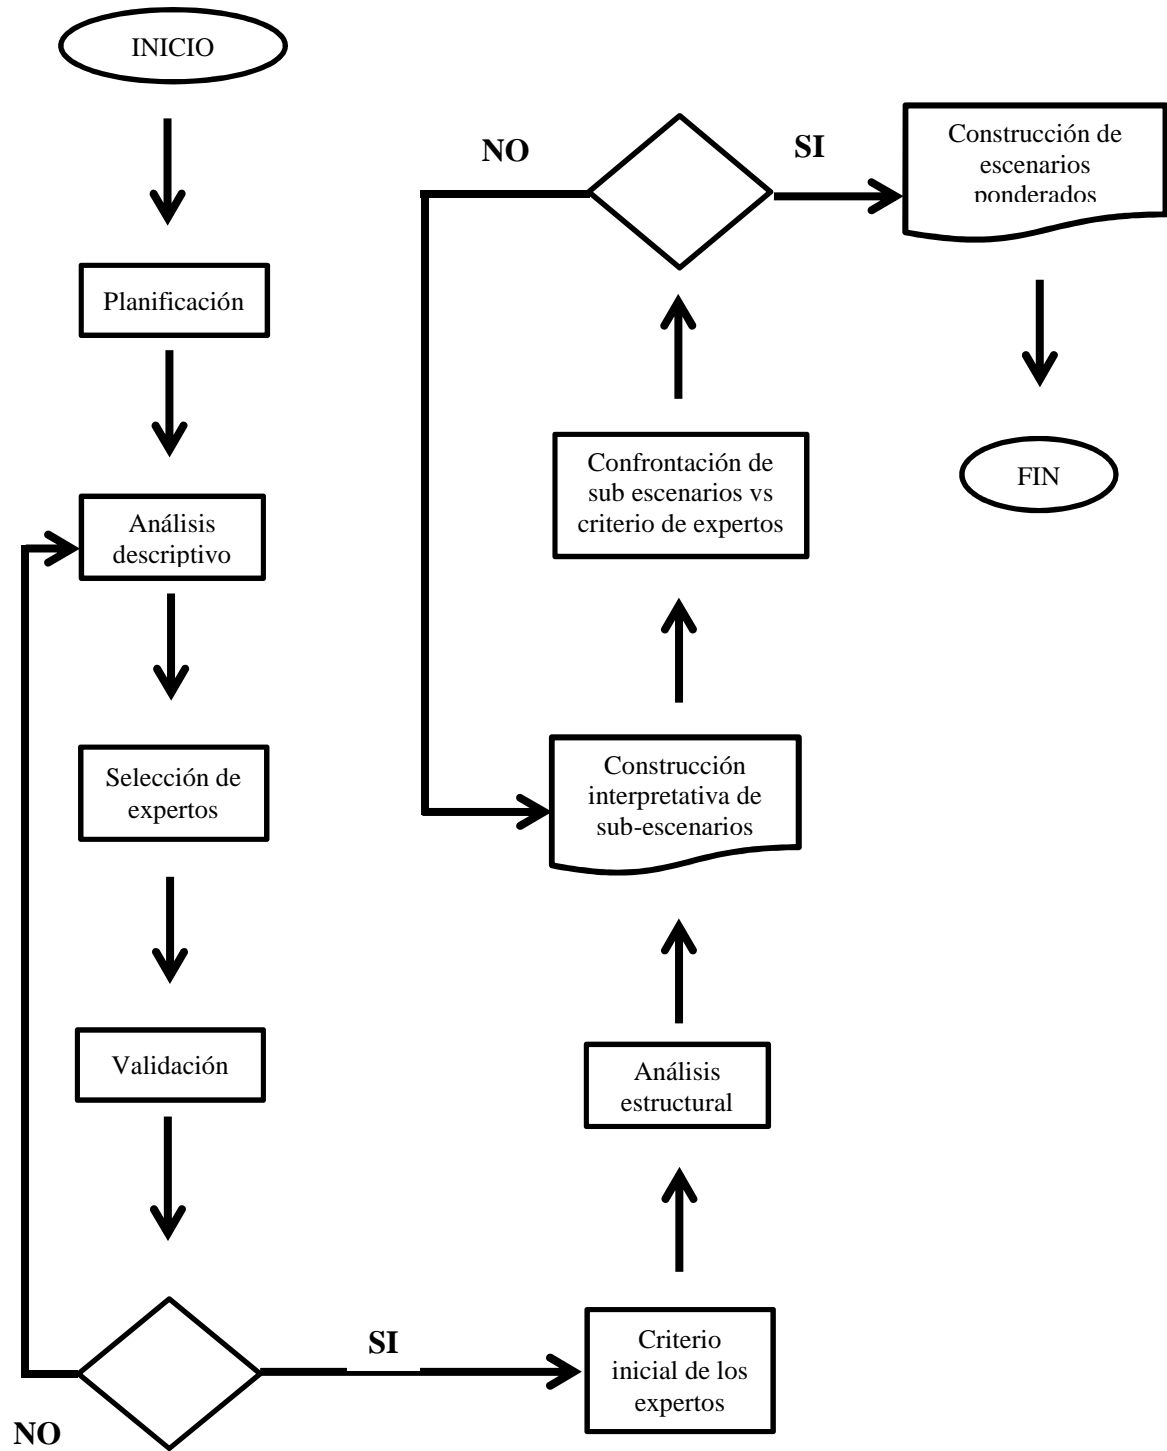 INICIO
Planificación
Análisis
descriptivo
Selección de
expertos
Validación
NO
SI
Criterio
inicial de los
expertos
Análisis
estructural
Construcción
interpretativa de
sub-escenarios
Confrontación de
sub escenarios vs
criterio de expertos
NO
SI
Construcción de
escenarios
ponderados
FIN